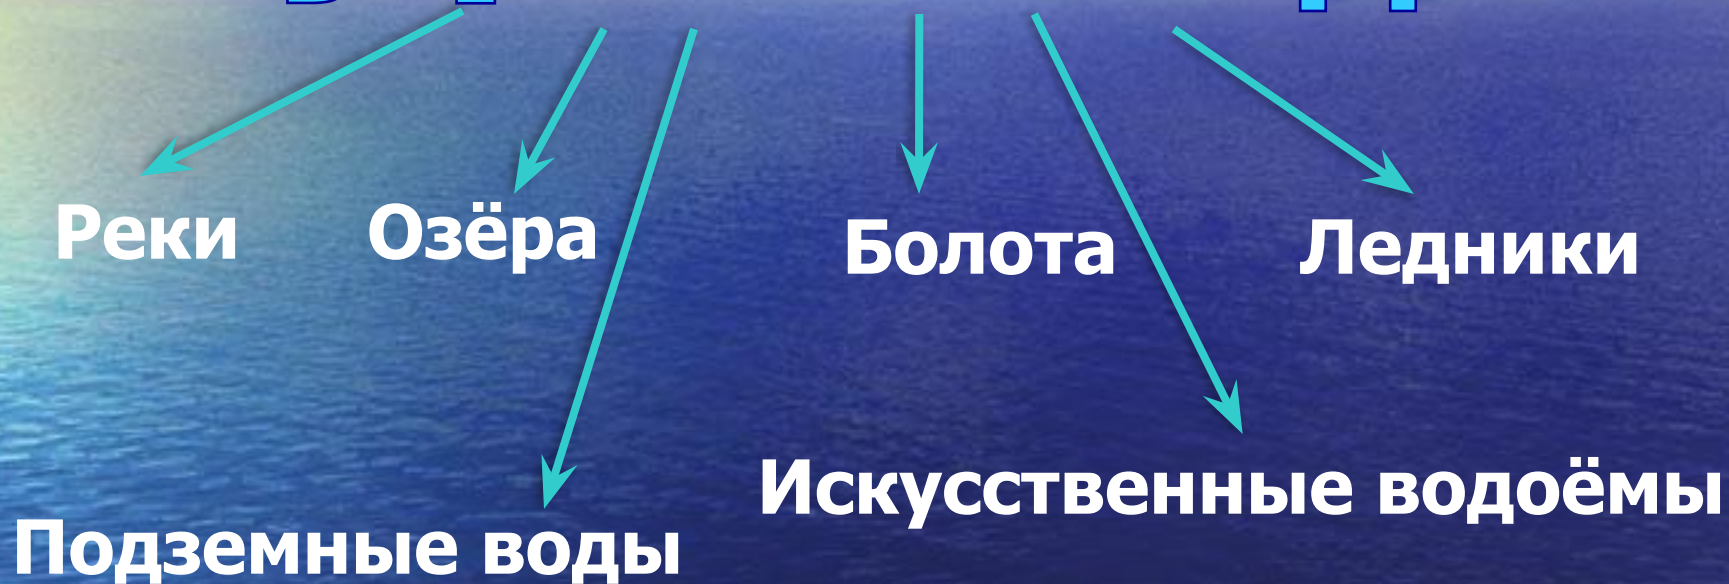 Реки
Озёра
Болота
Ледники
Искусственные водоёмы
Подземные воды